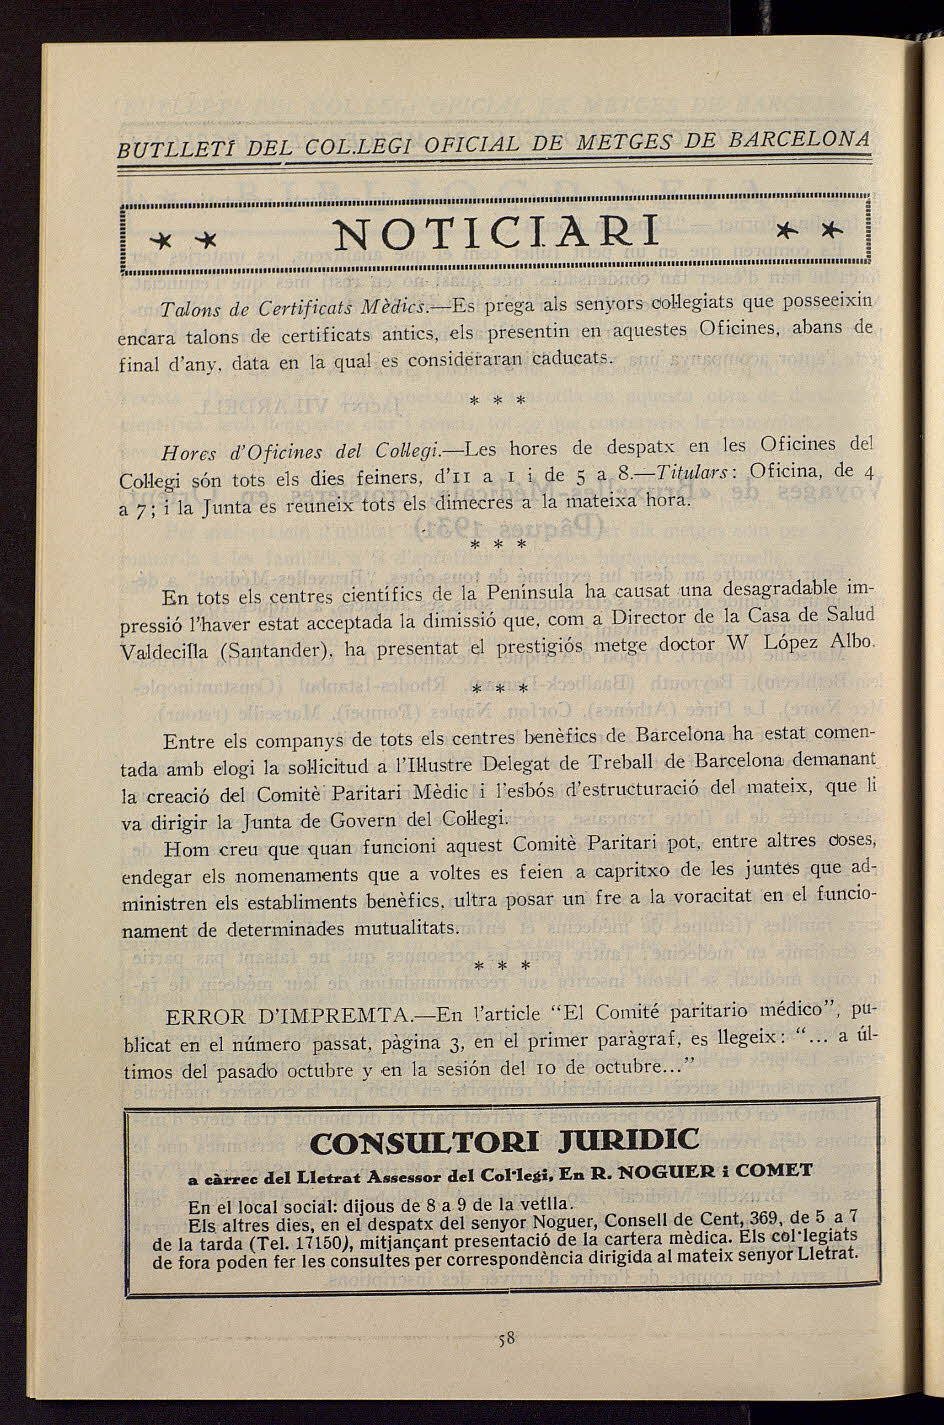 BUTLLETÍ DEL COL.LEGI OFICIAL DE METGES DE BARCELONA
NOTICIARI
Talons de Certificats Mèdics.—Es prega als senyors coŀlegiats que posseeixin
encara talons de certificats antics, els presentin en aquestes Oficines, abans de
final d'any, data en la qual es consideraran caducats.
* * *
Hores d'Oficines del Coŀlegi.—Les hores de despatx en les Oficines del
Coŀlegi són tots els dies feiners, d'11 a 1 i de 5 a 8.—Titulars: Oficina, de 4
a 7; i la Junta es reuneix tots els dimecres a la mateixa hora.
* * *
En tots els centres científics de la Península ha causat una desagradable im-
pressió l'haver estat acceptada la dimissió que, com a Director de la Casa de Salud
Valdecilla (Santander), ha presentat el prestigiós metge doctor W López Albo.
* * *
Entre els companys de tots els centres benèfics de Barcelona ha estat comen-
tada amb elogi la soŀlicitud a l'Iŀlustre Delegat de Treball de Barcelona demanant
la creació del Comitè Paritari Mèdic i l'esbós d'estructuració del mateix, que li
va dirigir la Junta de Govern del Coŀlegi.
Hom creu que quan funcioni aquest Comitè Paritari pot, entre altres coses,
endegar els nomenaments que a voltes es feien a capritxo de les juntes que ad-
ministren els establiments benèfics, ultra posar un fre a la voracitat en el funcio-
nament de determinades mutualitats.
* * *
ERROR D'IMPREMTA.—En l'article “El Comité paritario médico”, pu-
blicat en el número passat, pàgina 3, en el primer paràgraf, es llegeix: “... a úl-
timos del pasado octubre y en la sesión del 10 de octubre...”
CONSULTORI JURIDIC
a càrrec del Lletrat Assessor del Col·legi, En R. NOGUER i COMET
En el local social: dijous de 8 a 9 de la vetlla.
Els altres dies, en el despatx del senyor Noguer, Consell de Cent, 369, de 5 a 7
de la tarda (Tel. 17150), mitjançant presentació de la cartera mèdica. Els col·legiats
de fora poden fer les consultes per correspondència dirigida al mateix senyor Lletrat.
58